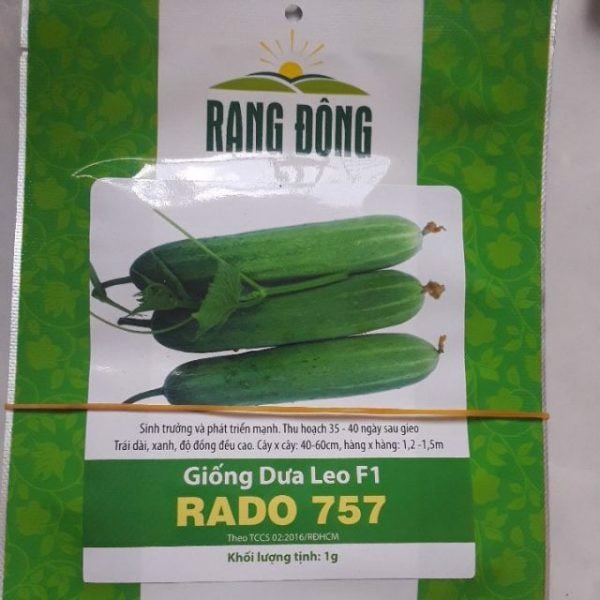 RẠNG ĐÔNG
Sinh trưởng và phát triển mạnh. Thu hoạch 35 - 40 ngày sau gieo
Trái dài, xanh, độ đồng đều cao. Cây x cây: 40-60cm, hàng x hàng: 1,2 -1,5m
Giống Dưa Leo F1
RADO 757
Theo TCCS 02:2016/RĐHCM
Khối lượng tịnh: 1g